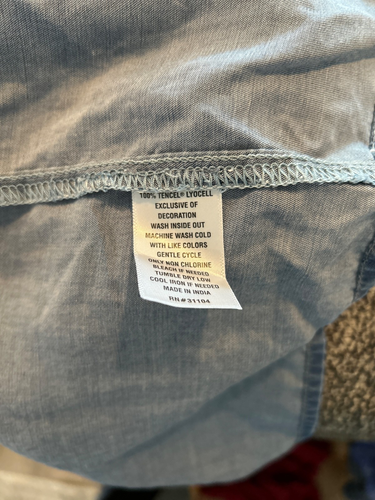 100% TENCEL® LYOCELL
EXCLUSIVE OF
DECORATION
WASH INSIDE OUT
MACHINE WASH COLD
WITH LIKE COLORS
GENTLE CYCLE
ONLY NON CHLORINE
BLEACH IF NEEDED
TUMBLE DRY LOW
COOL IRON IF NEEDED
MADE IN INDIA
RN#31104